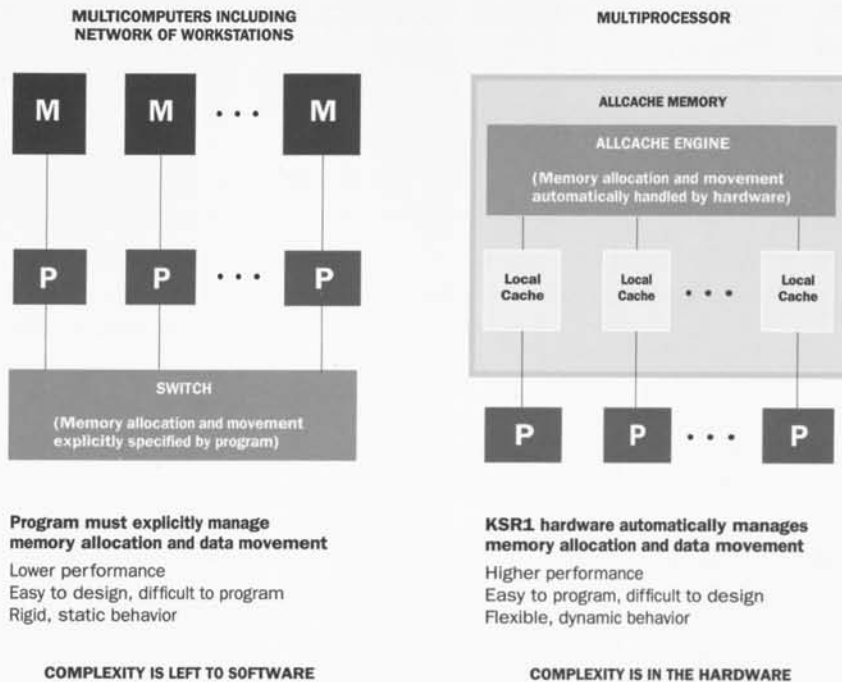 MULTICOMPUTERS INCLUDING
NETWORK OF WORKSTATIONS
M M • • • M
P P • • • P
SWITCH
(Memory allocation and movement
explicitly specified by program)
Program must explicitly manage
memory allocation and data movement
Lower performance
Easy to design, difficult to program
Rigid, static behavior
COMPLEXITY IS LEFT TO SOFTWARE
MULTIPROCESSOR
ALLCACHE MEMORY
ALLCACHE ENGINE
(Memory allocation and movement
automatically handled by hardware)
Local Local Local
Cache Cache • • • Cache
P P • • • P
KSR1 hardware automatically manages
memory allocation and data movement
Higher performance
Easy to program, difficult to design
Flexible, dynamic behavior
COMPLEXITY IS IN THE HARDWARE